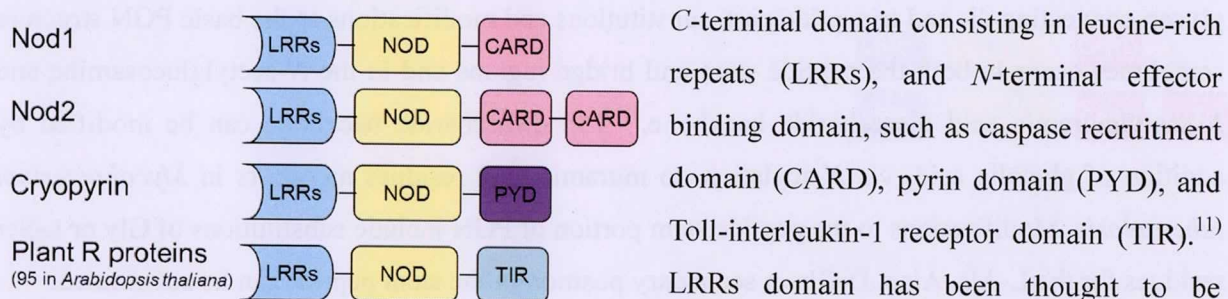 Nod1
LRRs NOD CARD
Nod2
LRRs NOD CARD CARD
Cryopyrin
LRRs NOD PYD
Plant R proteins
(95 in Arabidopsis thaliana)
LRRs NOD TIR
C-terminal domain consisting in leucine-rich
repeats (LRRs), and N-terminal effector
binding domain, such as caspase recruitment
domain (CARD), pyrin domain (PYD), and
Toll-interleukin-1 receptor domain (TIR).11)
LRRs domain has been thought to be